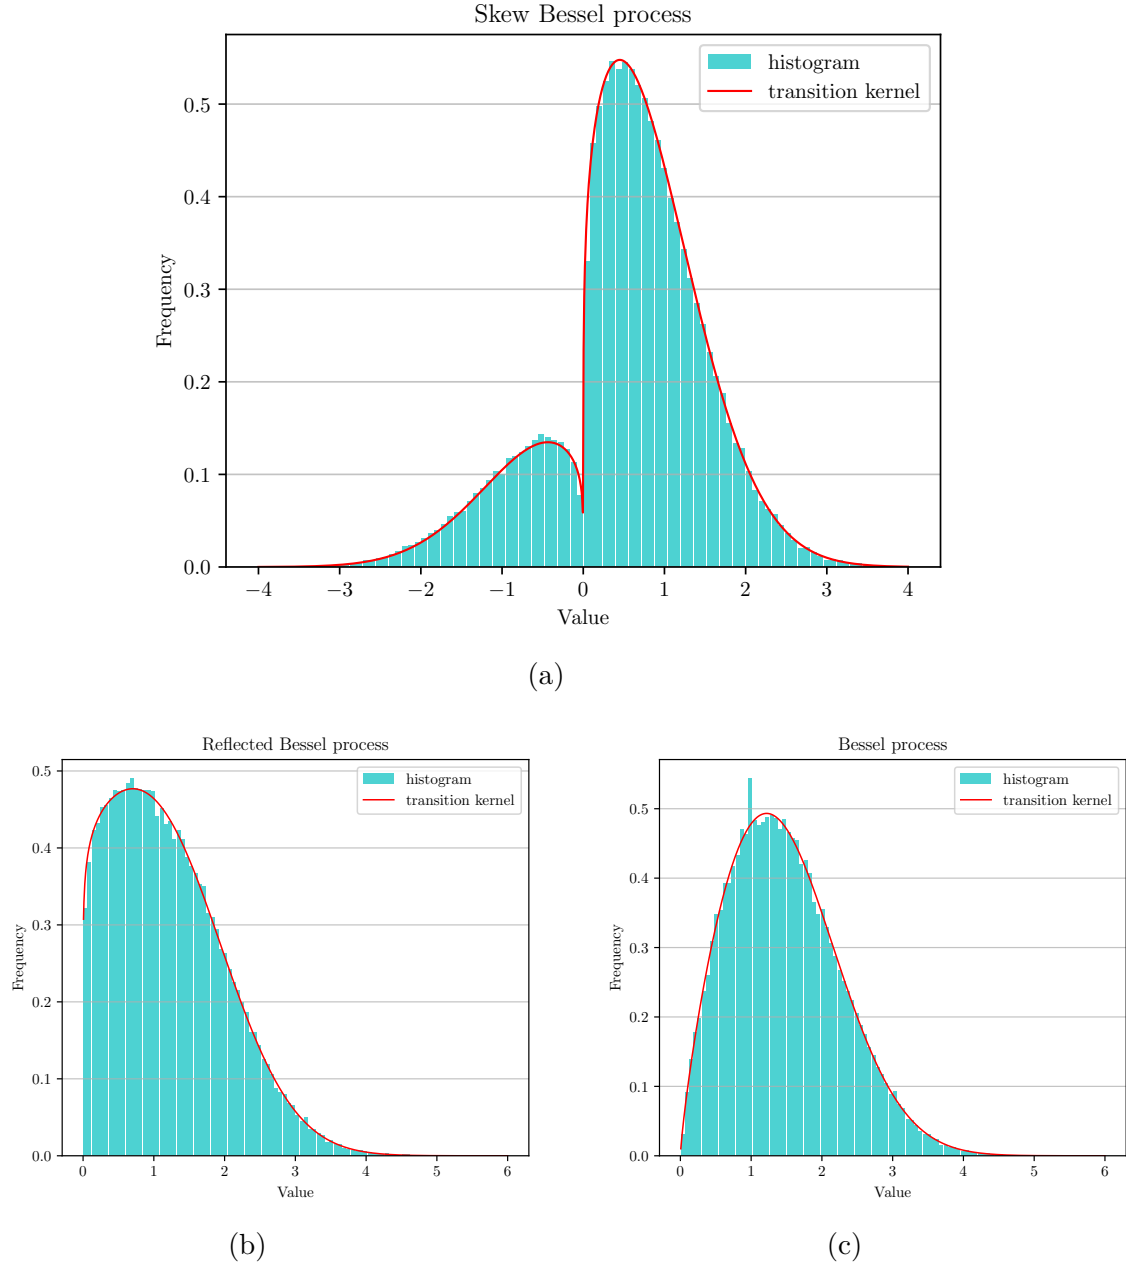 Skew Bessel process
histogram
transition kernel
0.5
0.4
0.3
0.2
0.1
0.0
Frequency
−4 −3 −2 −1 0 1 2 3 4
Value
(a)
Reflected Bessel process
histogram
transition kernel
0.5
0.4
0.3
0.2
0.1
0.0
Frequency
0 1 2 3 4 5 6
Value
(b)
Bessel process
histogram
transition kernel
0.5
0.4
0.3
0.2
0.1
0.0
Frequency
0 1 2 3 4 5 6
Value
(c)